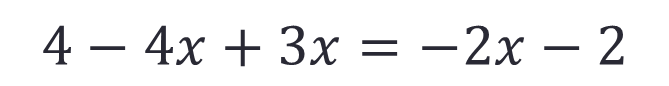 4 − 4x + 3x = −2x − 2